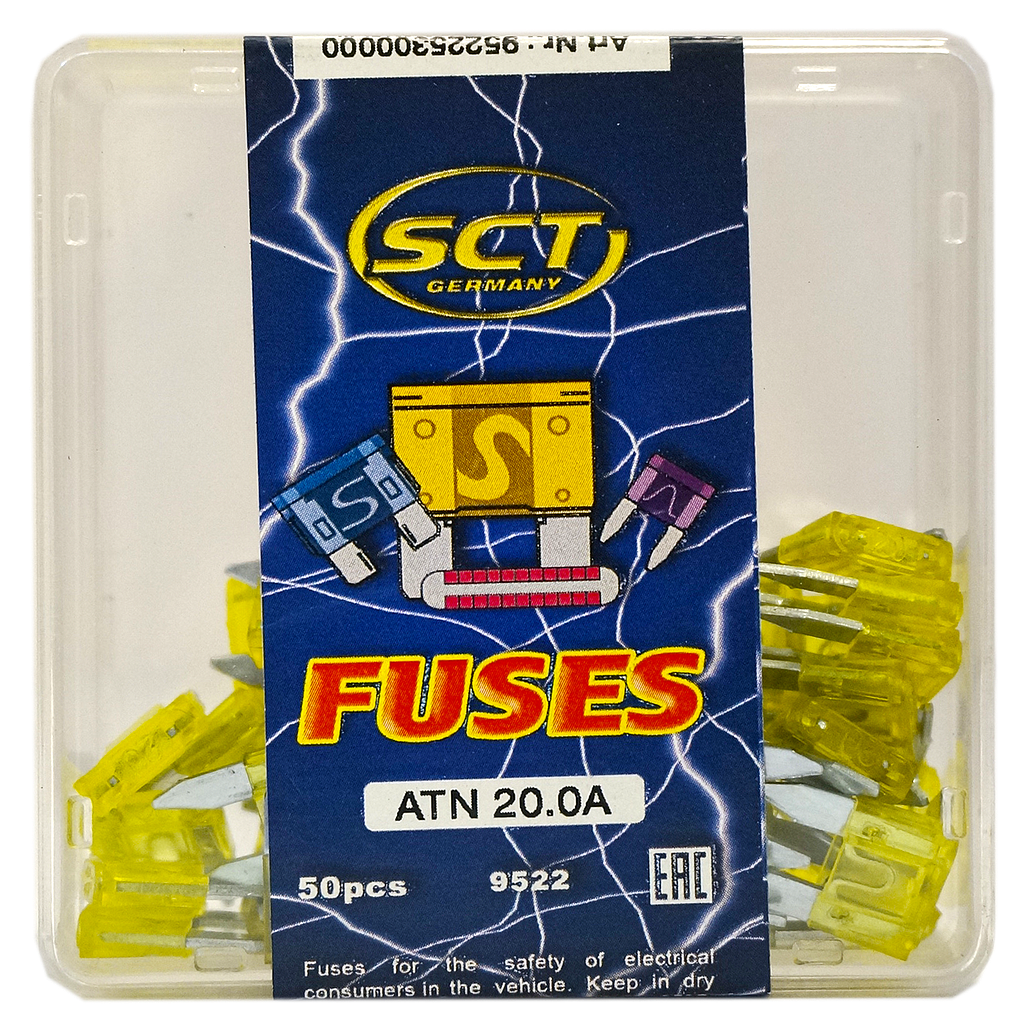 Art.Nr.: 95225300000
SCT
GERMANY
FUSES
ATN 20.0A
50pcs 9522 EAC
Fuses for the safety of electrical
consumers in the vehicle. Keep in dry